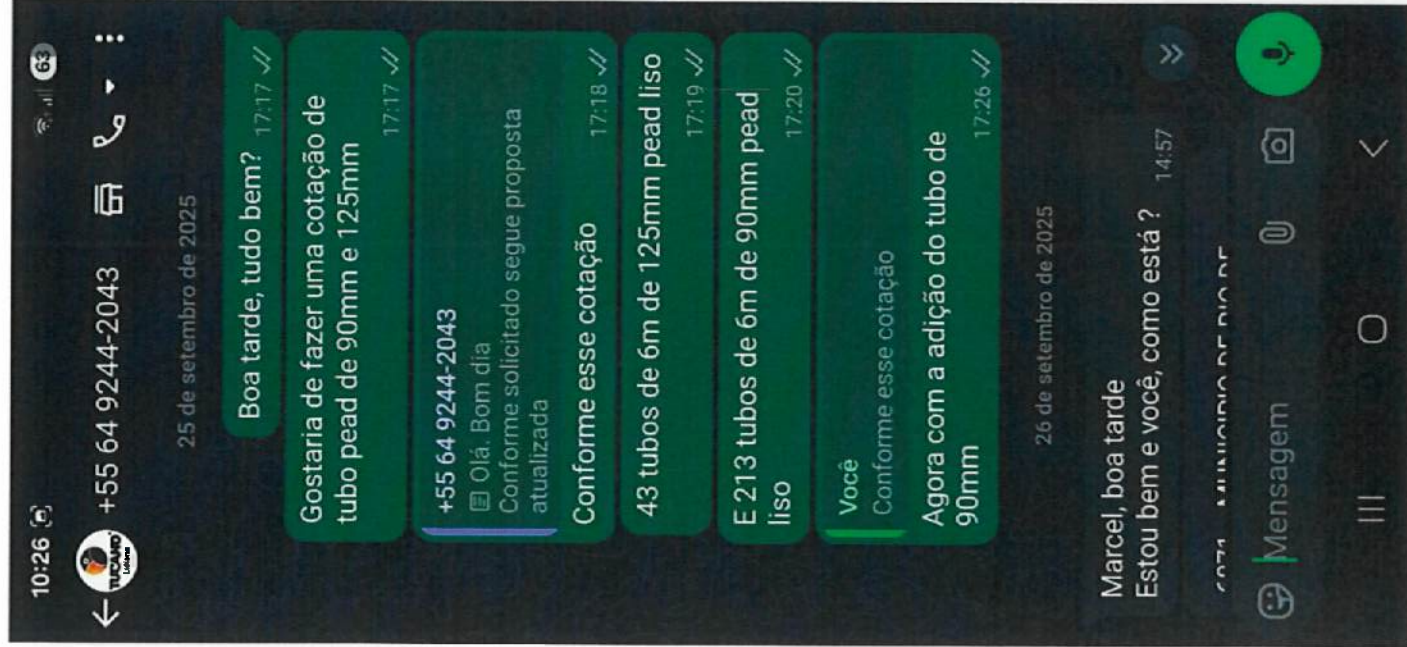 10:26
63
+55 64 9244-2043
TUCANO
25 de setembro de 2025
Boa tarde, tudo bem?
17:17
Gostaria de fazer uma cotação de
tubo pead de 90mm e 125mm
17:17
+55 64 9244-2043
Olá. Bom dia
Conforme solicitado segue proposta
atualizada
Conforme esse cotação
17:18
43 tubos de 6m de 125mm pead liso
17:19
E 213 tubos de 6m de 90mm pead
liso
17:20
Você
Conforme esse cotação
Agora com a adição do tubo de
90mm
17:26
26 de setembro de 2025
Marcel, boa tarde
Estou bem e você, como está ?
14:57
Mensagem